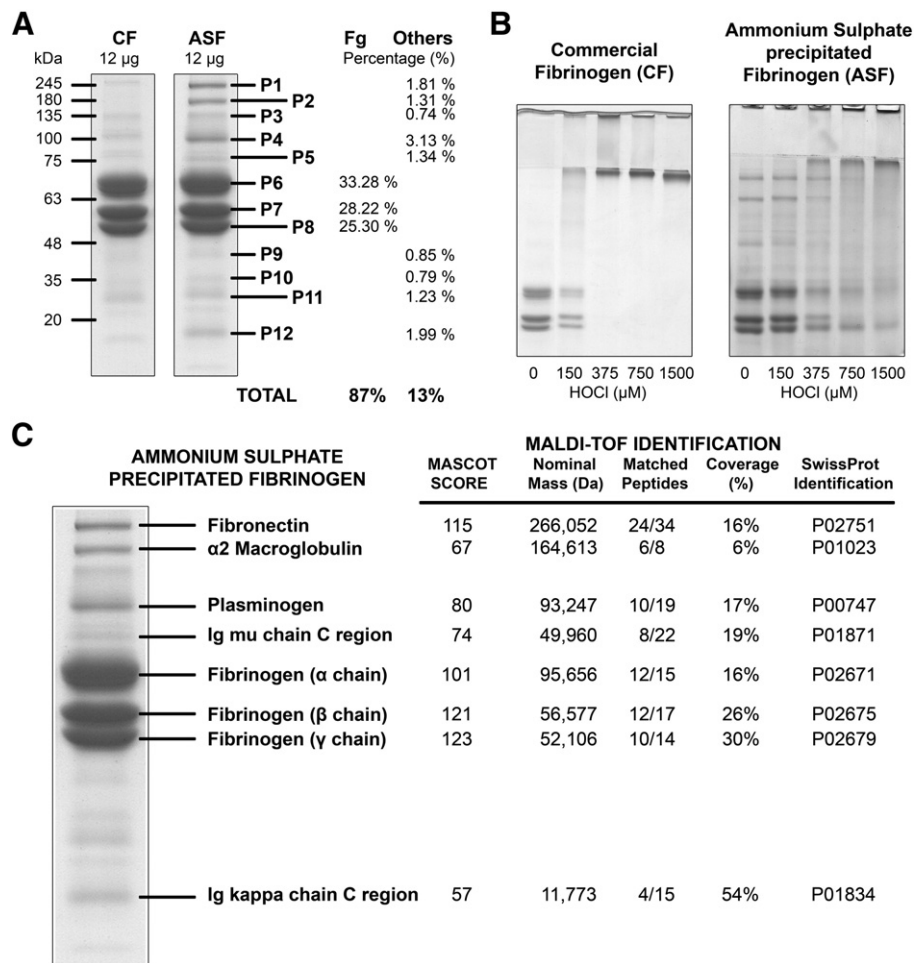 A
CF
12 µg
ASF
12 µg
Fg Others
Percentage (%)
kDa
245
180
135
100
75
63
48
35
20
P1 1.81 %
P2 1.31 %
P3 0.74 %
P4 3.13 %
P5 1.34 %
P6 33.28 %
P7 28.22 %
P8 25.30 %
P9 0.85 %
P10 0.79 %
P11 1.23 %
P12 1.99 %
TOTAL 87% 13%
B
Commercial
Fibrinogen (CF)
0 150 375 750 1500
HOCl (µM)
Ammonium Sulphate
precipitated
Fibrinogen (ASF)
0 150 375 750 1500
HOCl (µM)
C
AMMONIUM SULPHATE
PRECIPITATED FIBRINOGEN
MALDI-TOF IDENTIFICATION
MASCOT Nominal Matched Coverage SwissProt
SCORE Mass (Da) Peptides (%) Identification
Fibronectin 115 266,052 24/34 16% P02751
α2 Macroglobulin 67 164,613 6/8 6% P01023
Plasminogen 80 93,247 10/19 17% P00747
Ig mu chain C region 74 49,960 8/22 19% P01871
Fibrinogen (α chain) 101 95,656 12/15 16% P02671
Fibrinogen (β chain) 121 56,577 12/17 26% P02675
Fibrinogen (γ chain) 123 52,106 10/14 30% P02679
Ig kappa chain C region 57 11,773 4/15 54% P01834